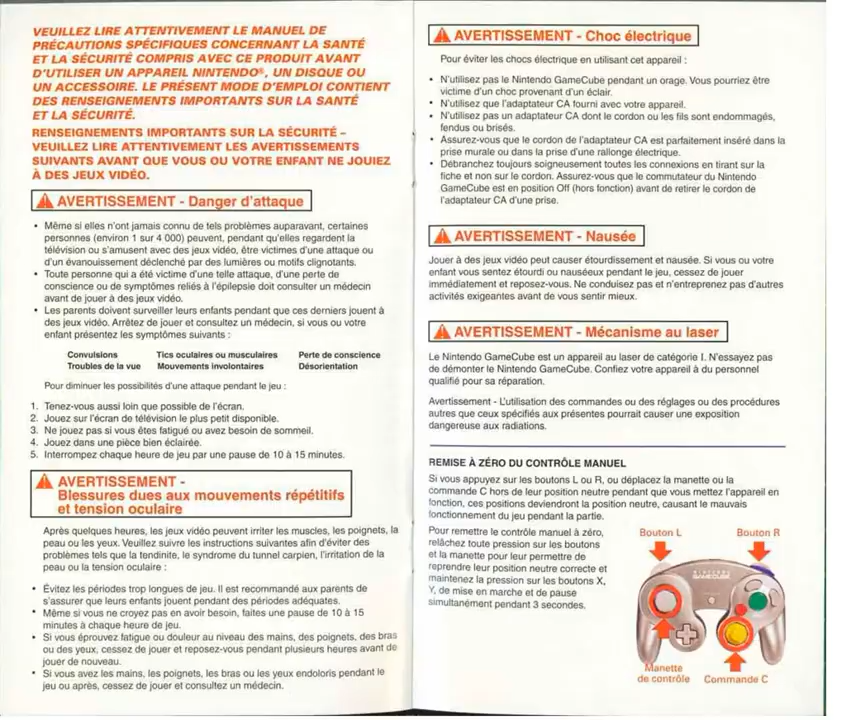 VEUILLEZ LIRE ATTENTIVEMENT LE MANUEL DE
PRÉCAUTIONS SPÉCIFIQUES CONCERNANT LA SANTÉ
ET LA SÉCURITÉ COMPRIS AVEC CE PRODUIT AVANT
D'UTILISER UN APPAREIL NINTENDO®, UN DISQUE OU
UN ACCESSOIRE. LE PRÉSENT MODE D'EMPLOI CONTIENT
DES RENSEIGNEMENTS IMPORTANTS SUR LA SANTÉ
ET LA SÉCURITÉ.
RENSEIGNEMENTS IMPORTANTS SUR LA SÉCURITÉ –
VEUILLEZ LIRE ATTENTIVEMENT LES AVERTISSEMENTS
SUIVANTS AVANT QUE VOUS OU VOTRE ENFANT NE JOUIEZ
À DES JEUX VIDÉO.
AVERTISSEMENT - Danger d'attaque
• Même si elles n'ont jamais connu de tels problèmes auparavant, certaines
personnes (environ 1 sur 4 000) peuvent, pendant qu'elles regardent la
télévision ou s'amusent avec des jeux vidéo, être victimes d'une attaque ou
d'un évanouissement déclenché par des lumières ou motifs clignotants.
• Toute personne qui a été victime d'une telle attaque, d'une perte de
conscience ou de symptômes reliés à l'épilepsie doit consulter un médecin
avant de jouer à des jeux vidéo.
• Les parents doivent surveiller leurs enfants pendant que ces derniers jouent à
des jeux vidéo. Arrêtez de jouer et consultez un médecin, si vous ou votre
enfant présentez les symptômes suivants :
Convulsions Tics oculaires ou musculaires Perte de conscience
Troubles de la vue Mouvements involontaires Désorientation
Pour diminuer les possibilités d'une attaque pendant le jeu :
1. Tenez-vous aussi loin que possible de l'écran.
2. Jouez sur l'écran de télévision le plus petit disponible.
3. Ne jouez pas si vous êtes fatigué ou avez besoin de sommeil.
4. Jouez dans une pièce bien éclairée.
5. Interrompez chaque heure de jeu par une pause de 10 à 15 minutes.
AVERTISSEMENT -
Blessures dues aux mouvements répétitifs
et tension oculaire
Après quelques heures, les jeux vidéo peuvent irriter les muscles, les poignets, la
peau ou les yeux. Veuillez suivre les instructions suivantes afin d'éviter des
problèmes tels que la tendinite, le syndrome du tunnel carpien, l'irritation de la
peau ou la tension oculaire :
• Évitez les périodes trop longues de jeu. Il est recommandé aux parents de
s'assurer que leurs enfants jouent pendant des périodes adéquates.
• Même si vous ne croyez pas en avoir besoin, faites une pause de 10 à 15
minutes à chaque heure de jeu.
• Si vous éprouvez fatigue ou douleur au niveau des mains, des poignets, des bras
ou des yeux, cessez de jouer et reposez-vous pendant plusieurs heures avant de
jouer de nouveau.
• Si vous avez les mains, les poignets, les bras ou les yeux endoloris pendant le
jeu ou après, cessez de jouer et consultez un médecin.
AVERTISSEMENT - Choc électrique
Pour éviter les chocs électrique en utilisant cet appareil :
• N'utilisez pas le Nintendo GameCube pendant un orage. Vous pourriez être
victime d'un choc provenant d'un éclair.
• N'utilisez que l'adaptateur CA fourni avec votre appareil.
• N'utilisez pas un adaptateur CA dont le cordon ou les fils sont endommagés,
fendus ou brisés.
• Assurez-vous que le cordon de l'adaptateur CA est parfaitement inséré dans la
prise murale ou dans la prise d'une rallonge électrique.
• Débranchez toujours soigneusement toutes les connexions en tirant sur la
fiche et non sur le cordon. Assurez-vous que le commutateur du Nintendo
GameCube est en position Off (hors fonction) avant de retirer le cordon de
l'adaptateur CA d'une prise.
AVERTISSEMENT - Nausée
Jouer à des jeux vidéo peut causer étourdissement et nausée. Si vous ou votre
enfant vous sentez étourdi ou nauséeux pendant le jeu, cessez de jouer
immédiatement et reposez-vous. Ne conduisez pas et n'entreprenez pas d'autres
activités exigeantes avant de vous sentir mieux.
AVERTISSEMENT - Mécanisme au laser
Le Nintendo GameCube est un appareil au laser de catégorie I. N'essayez pas
de démonter le Nintendo GameCube. Confiez votre appareil à du personnel
qualifié pour sa réparation.
Avertissement - L'utilisation des commandes ou des réglages ou des procédures
autres que ceux spécifiés aux présentes pourrait causer une exposition
dangereuse aux radiations.
REMISE À ZÉRO DU CONTRÔLE MANUEL
Si vous appuyez sur les boutons L ou R, ou déplacez la manette ou la
commande C hors de leur position neutre pendant que vous mettez l'appareil en
fonction, ces positions deviendront la position neutre, causant le mauvais
fonctionnement du jeu pendant la partie.
Pour remettre le contrôle manuel à zéro,
relâchez toute pression sur les boutons
et la manette pour leur permettre de
reprendre leur position neutre correcte et
maintenez la pression sur les boutons X,
Y, de mise en marche et de pause
simultanément pendant 3 secondes.
Bouton L Bouton R
NINTENDO
GAMECUBE
Manette
de contrôle Commande C